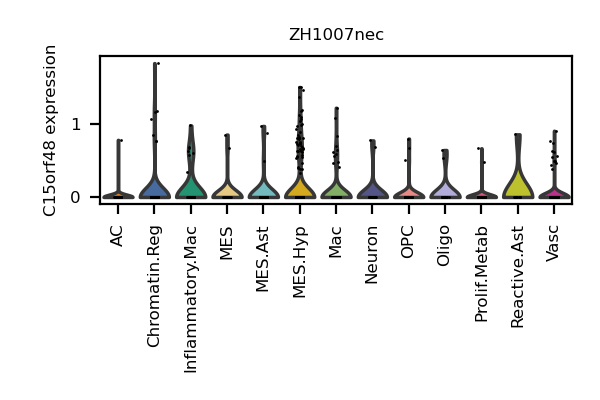 ZH1007nec
C15orf48 expression
1
0
AC
Chromatin.Reg
Inflammatory.Mac
MES
MES.Ast
MES.Hyp
Mac
Neuron
OPC
Oligo
Prolif.Metab
Reactive.Ast
Vasc